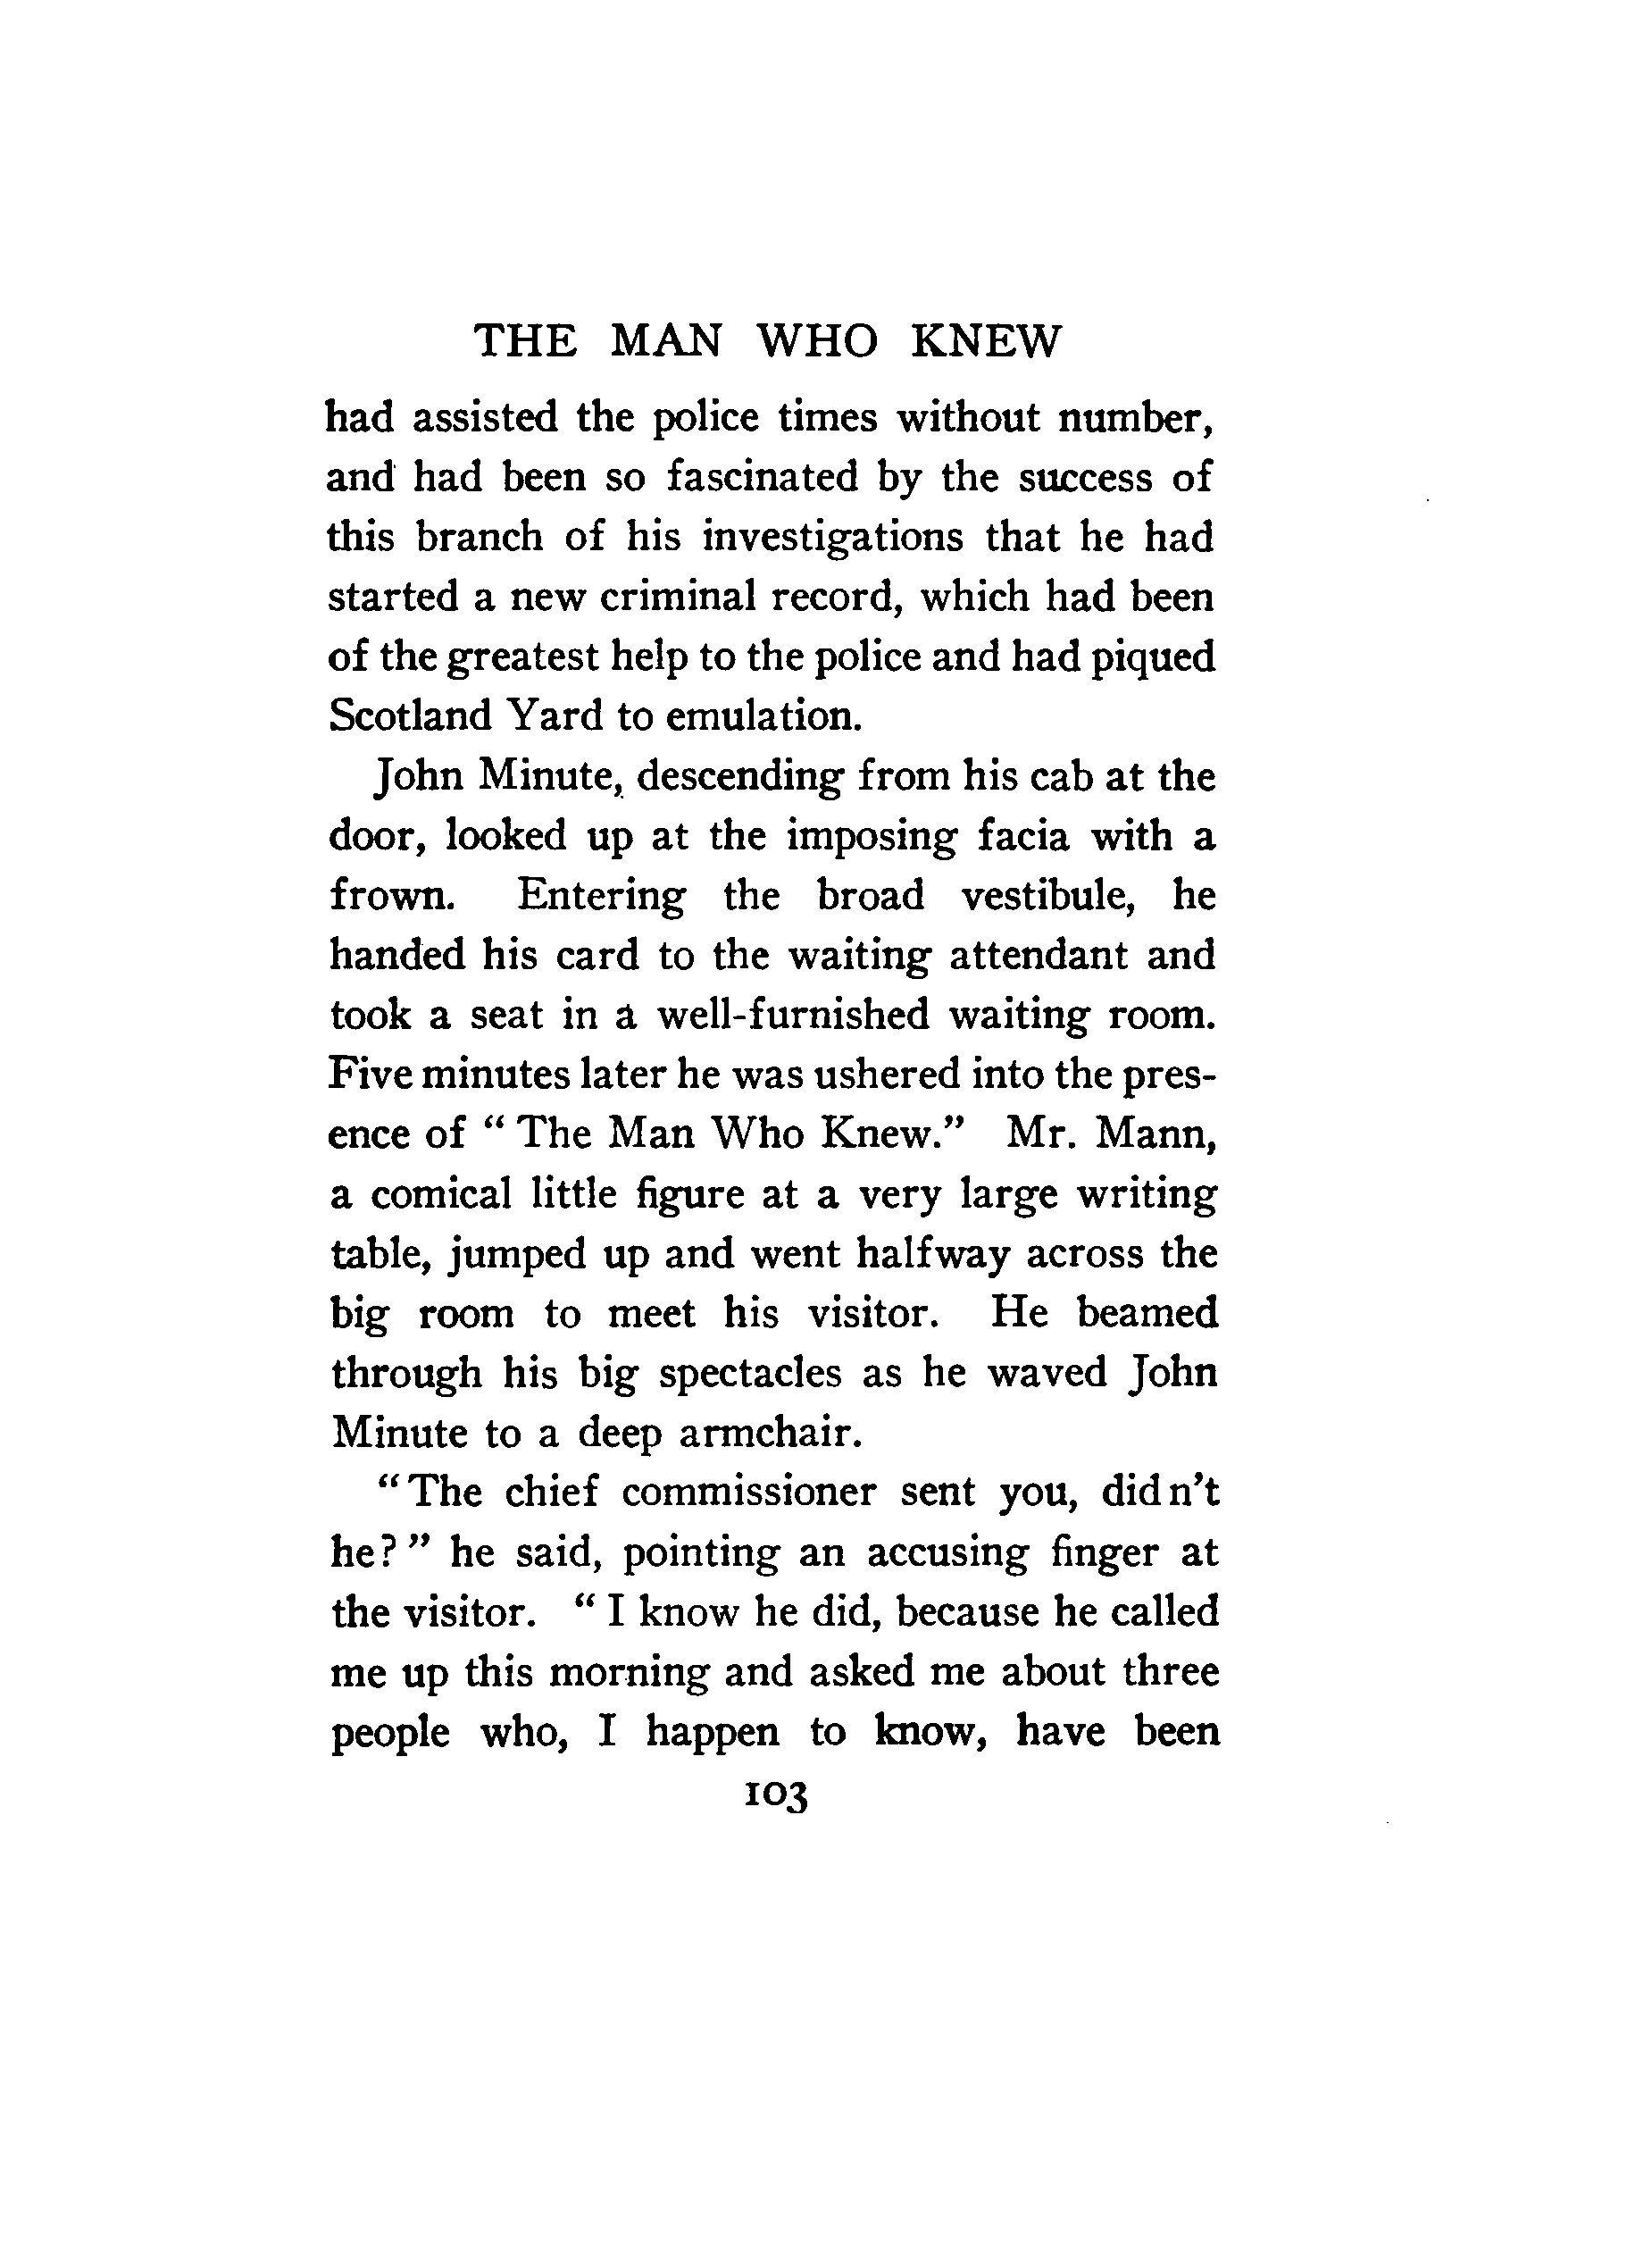 THE MAN WHO KNEW
had assisted the police times without number,
and had been so fascinated by the success of
this branch of his investigations that he had
started a new criminal record, which had been
of the greatest help to the police and had piqued
Scotland Yard to emulation.
John Minute, descending from his cab at the
door, looked up at the imposing facia with a
frown. Entering the broad vestibule, he
handed his card to the waiting attendant and
took a seat in a well-furnished waiting room.
Five minutes later he was ushered into the pres-
ence of “ The Man Who Knew.” Mr. Mann,
a comical little figure at a very large writing
table, jumped up and went halfway across the
big room to meet his visitor. He beamed
through his big spectacles as he waved John
Minute to a deep armchair.
“ The chief commissioner sent you, didn't
he? ” he said, pointing an accusing finger at
the visitor. “ I know he did, because he called
me up this morning and asked me about three
people who, I happen to know, have been
103